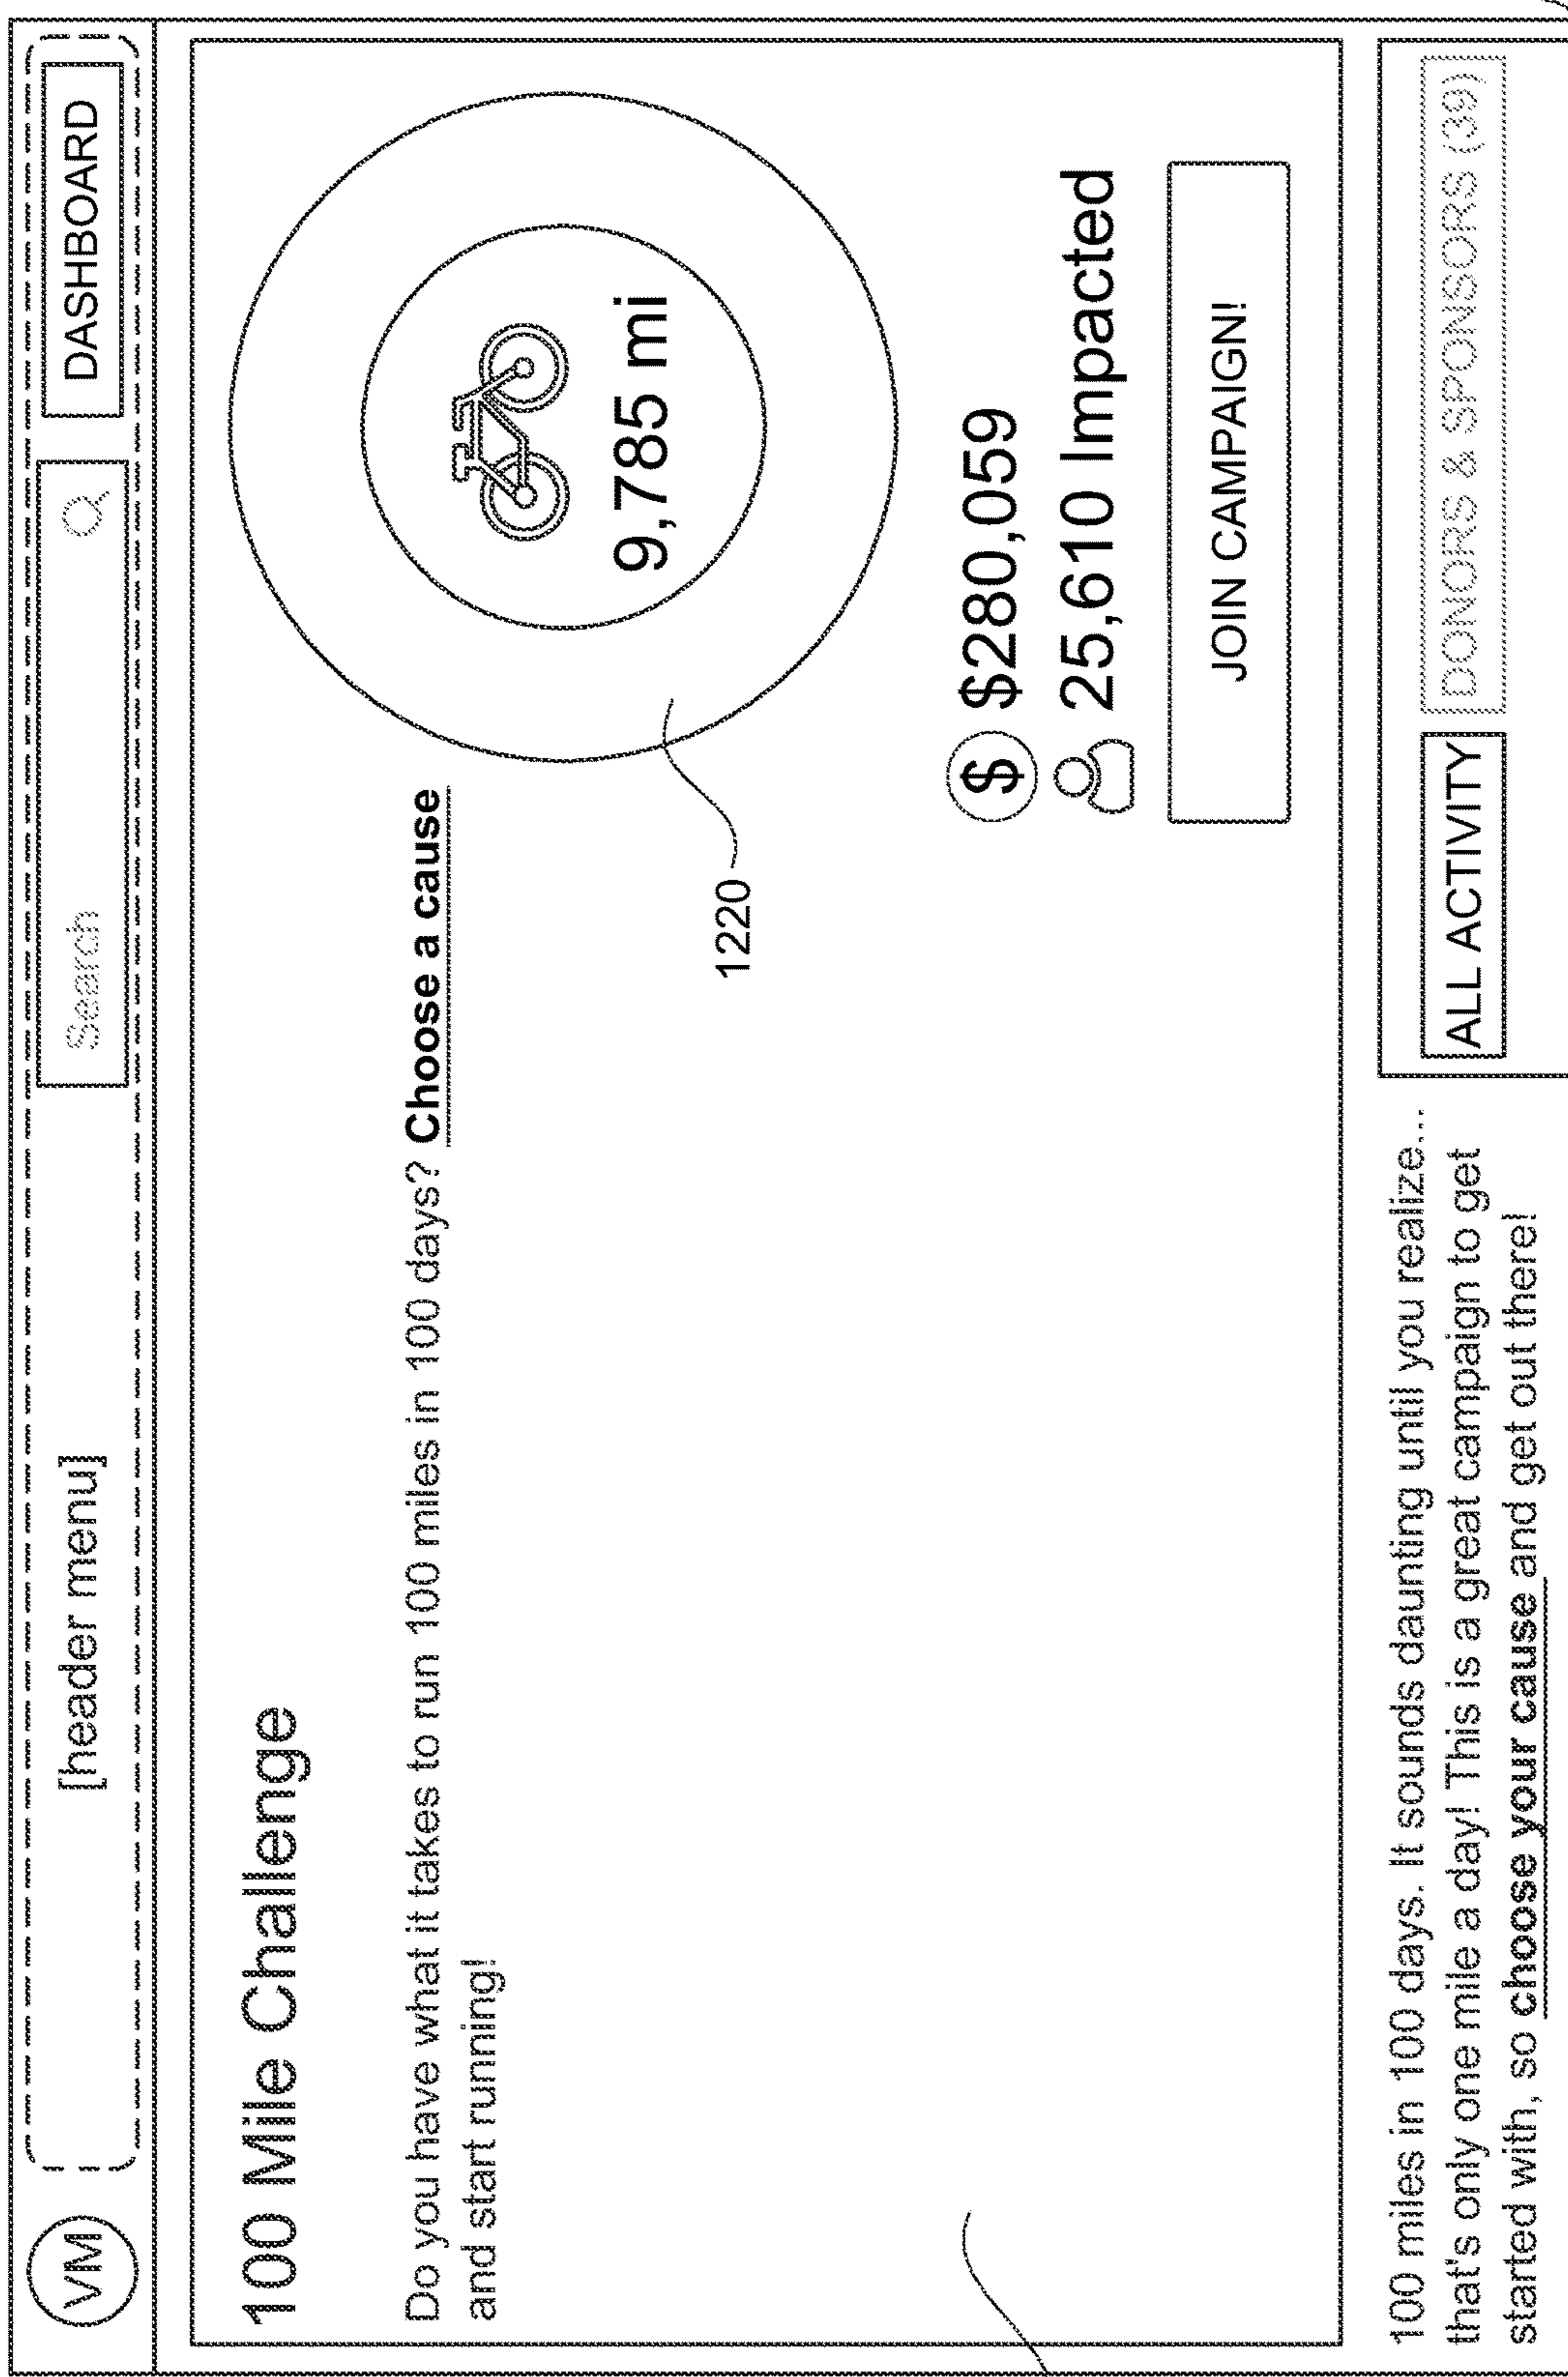 VM
[header menu]
Search
DASHBOARD
100 Mile Challenge
Do you have what it takes to run 100 miles in 100 days? Choose a cause
and start running!
9,785 mi
1220
$ $280,059
25,610 Impacted
JOIN CAMPAIGN!
100 miles in 100 days. It sounds daunting until you realize...
that's only one mile a day! This is a great campaign to get
started with, so choose your cause and get out there!
ALL ACTIVITY
DONORS & SPONSORS (39)